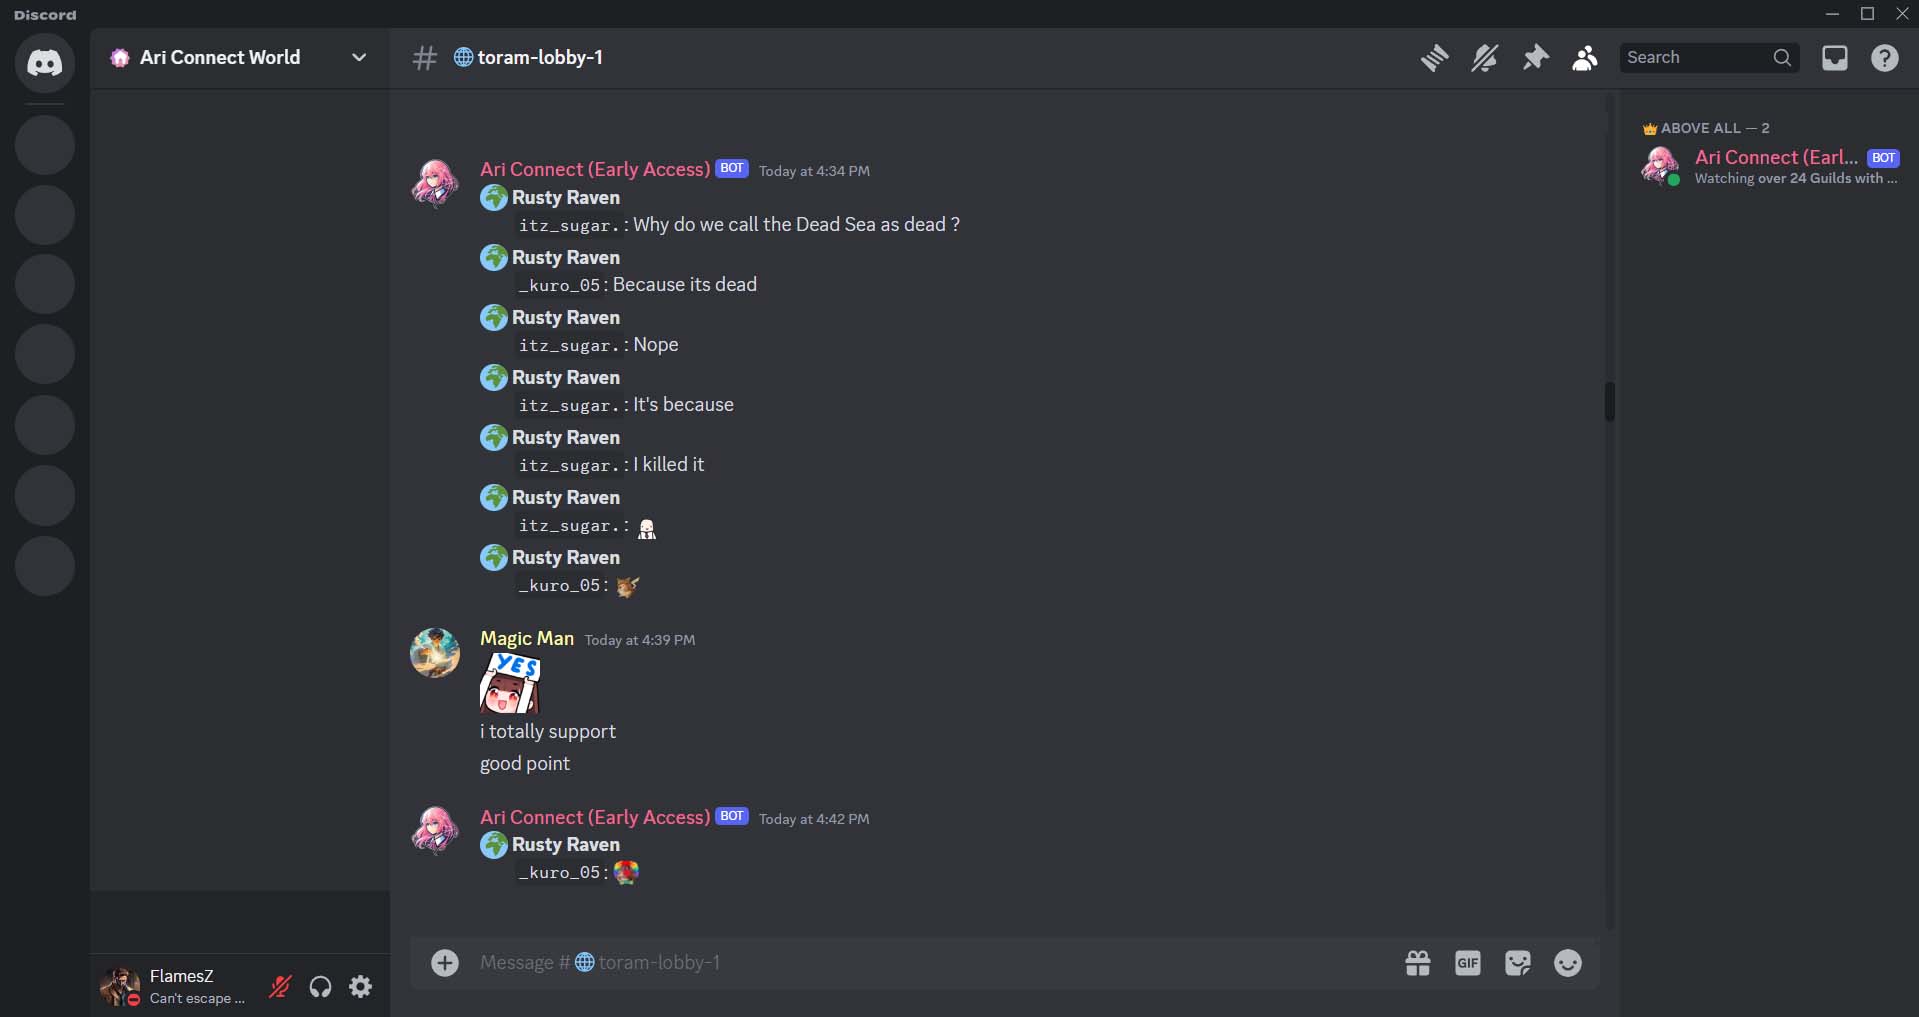 Discord
Ari Connect World
toram-lobby-1
Search
Ari Connect (Early Access) BOT Today at 4:34 PM
Rusty Raven
itz_sugar.: Why do we call the Dead Sea as dead ?
Rusty Raven
_kuro_05: Because its dead
Rusty Raven
itz_sugar.: Nope
Rusty Raven
itz_sugar.: It's because
Rusty Raven
itz_sugar.: I killed it
Rusty Raven
itz_sugar.:
Rusty Raven
_kuro_05:
Magic Man Today at 4:39 PM
YES
i totally support
good point
Ari Connect (Early Access) BOT Today at 4:42 PM
Rusty Raven
_kuro_05:
Message # toram-lobby-1
GIF
ABOVE ALL — 2
Ari Connect (Earl... BOT
Watching over 24 Guilds with ...
FlamesZ
Can't escape ...